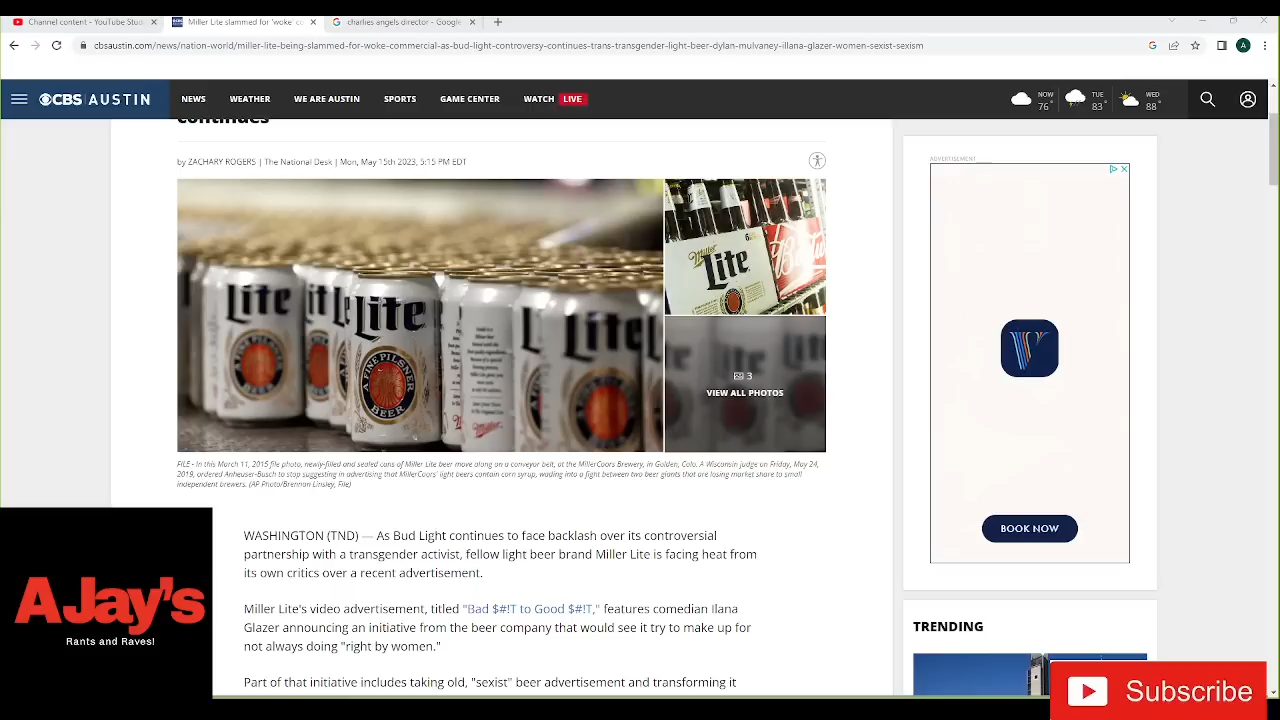 Channel content - YouTube Stud
Miller Lite slammed for 'woke' co
charlies angels director - Google
cbsaustin.com/news/nation-world/miller-lite-being-slammed-for-woke-commercial-as-bud-light-controversy-continues-trans-transgender-light-beer-dylan-mulvaney-illana-glazer-women-sexist-sexism
A
CBS AUSTIN
NEWS
WEATHER
WE ARE AUSTIN
SPORTS
GAME CENTER
WATCH LIVE
NOW
76°
TUE
83°
WED
88°
continues
by ZACHARY ROGERS | The National Desk | Mon, May 15th 2023, 5:15 PM EDT
ADVERTISEMENT
Lite
A FINE PILSNER
BEER
Miller
Lite
3
VIEW ALL PHOTOS
BOOK NOW
FILE - In this March 11, 2015 file photo, newly-filled and sealed cans of Miller Lite beer move along on a conveyor belt, at the MillerCoors Brewery, in Golden, Colo. A Wisconsin judge on Friday, May 24,
2019, ordered Anheuser-Busch to stop suggesting in advertising that MillerCoors' light beers contain corn syrup, wading into a fight between two beer giants that are losing market share to small
independent brewers. (AP Photo/Brennan Linsley, File)
WASHINGTON (TND) — As Bud Light continues to face backlash over its controversial
partnership with a transgender activist, fellow light beer brand Miller Lite is facing heat from
its own critics over a recent advertisement.
Miller Lite's video advertisement, titled "Bad $#!T to Good $#!T," features comedian Ilana
Glazer announcing an initiative from the beer company that would see it try to make up for
not always doing "right by women."
Part of that initiative includes taking old, "sexist" beer advertisement and transforming it
TRENDING
AJay's
Rants and Raves!
Subscribe